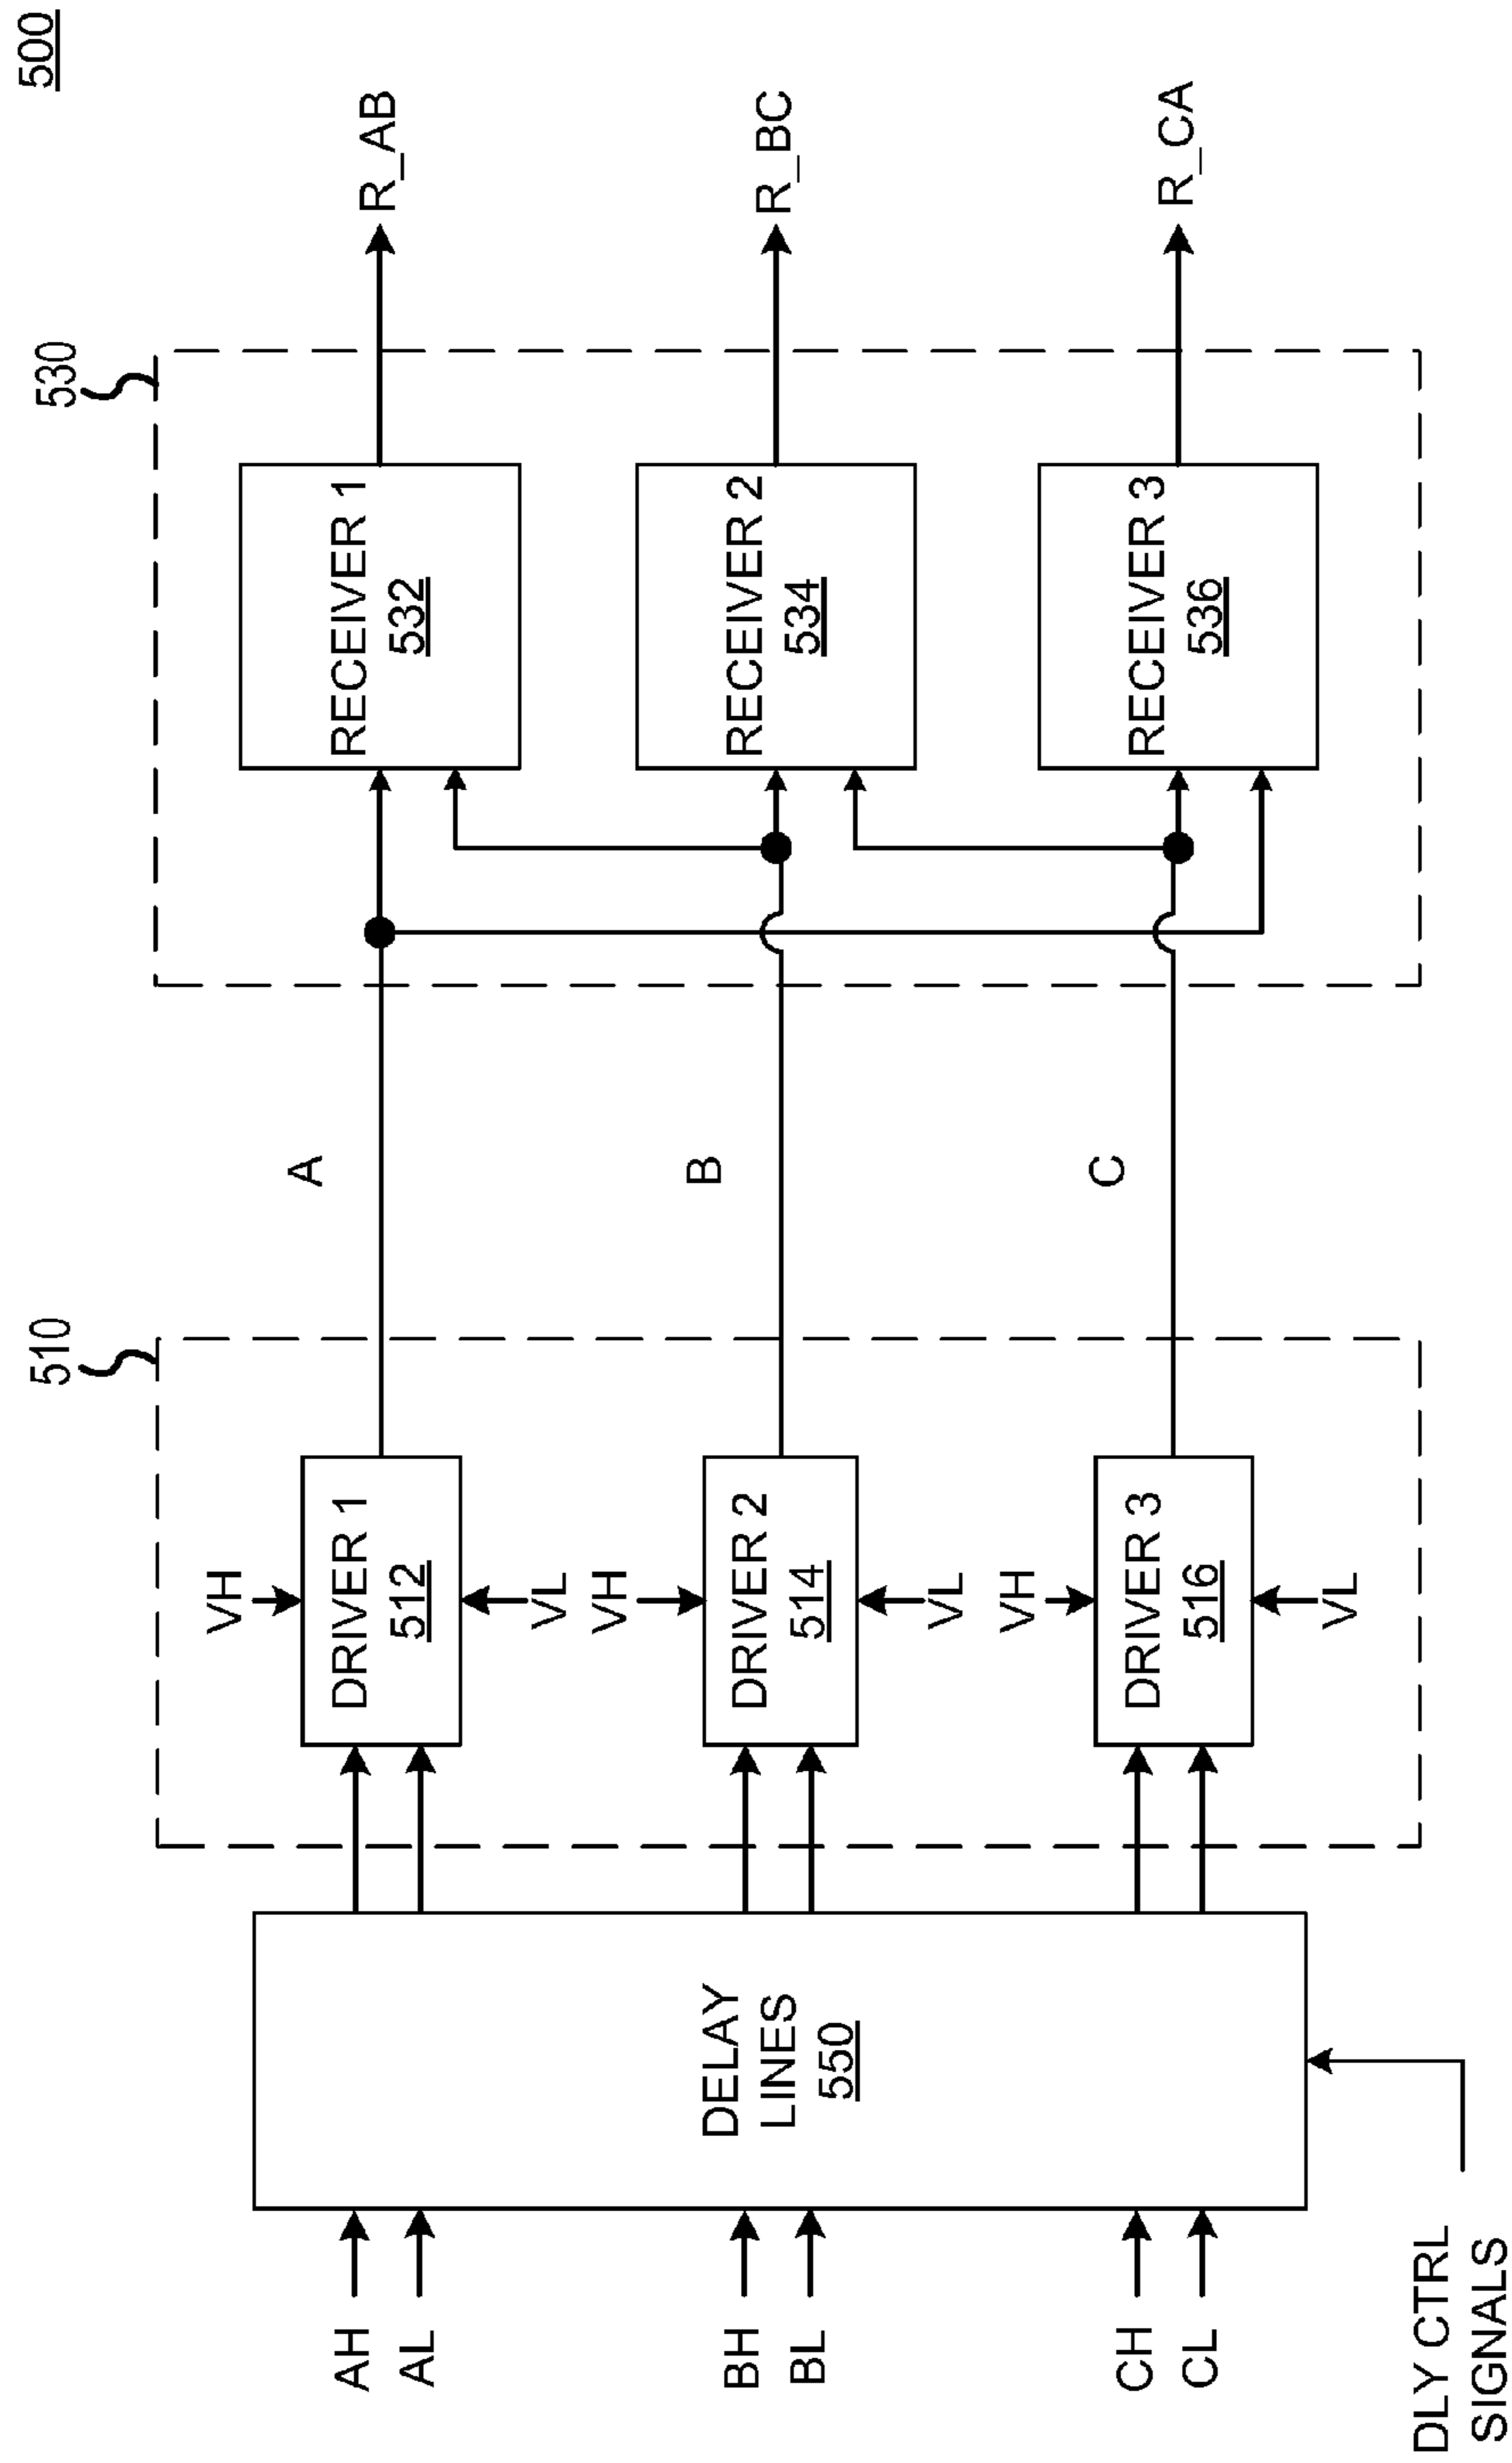 500
530
510
R_AB
R_BC
R_CA
RECEIVER 1
532
RECEIVER 2
534
RECEIVER 3
536
A
B
C
VH
DRIVER 1
512
VL
VH
DRIVER 2
514
VL
VH
DRIVER 3
516
VL
DELAY
LINES
550
AH
AL
BH
BL
CH
CL
DLY CTRL
SIGNALS